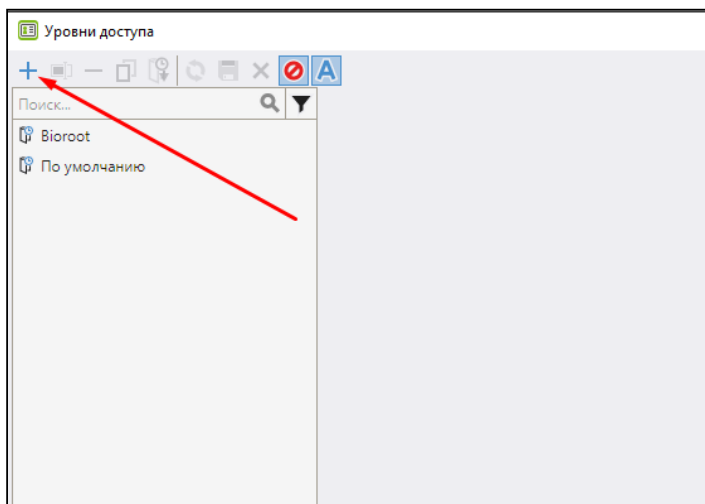 Уровни доступа
A
Поиск...
Bioroot
По умолчанию